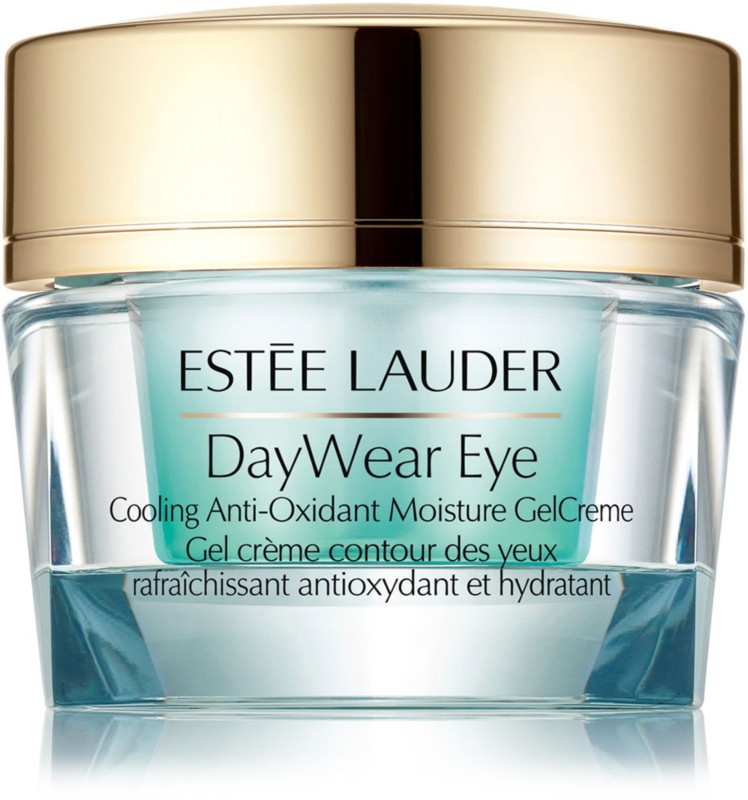 ESTĒE LAUDER
DayWear Eye
Cooling Anti-Oxidant Moisture GelCreme
Gel crème contour des yeux
rafraîchissant antioxydant et hydratant